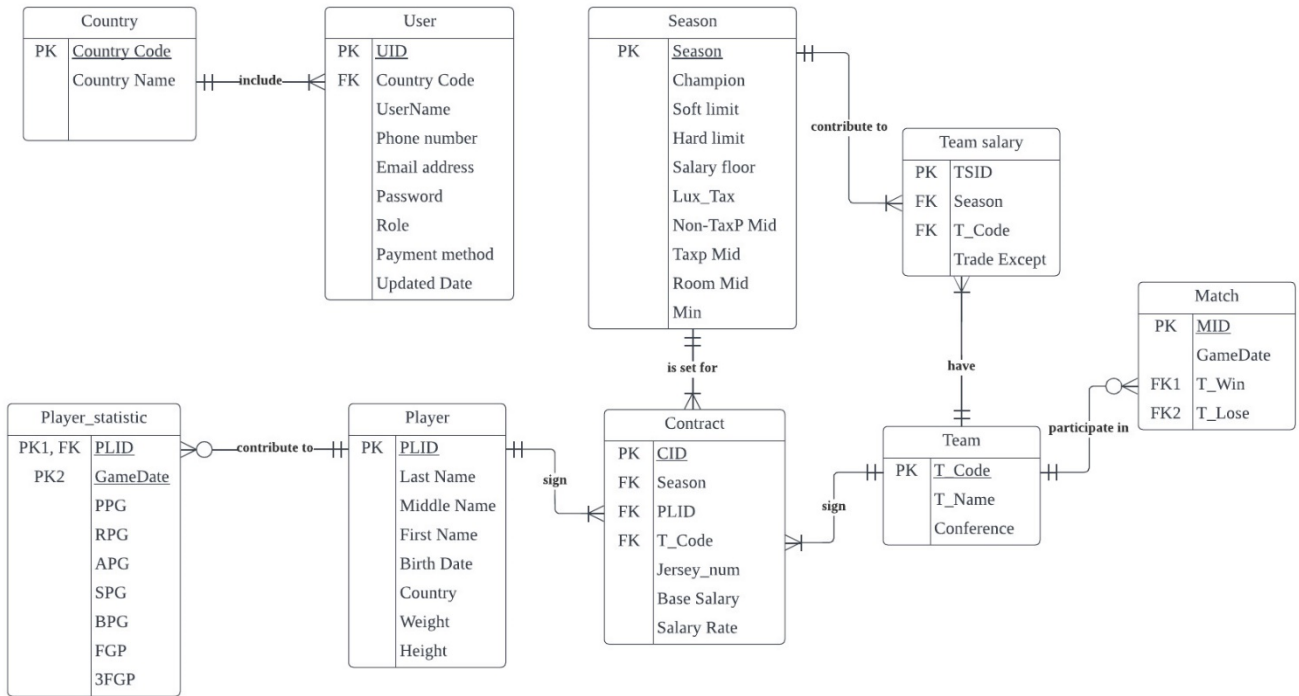 Country
PK Country Code
Country Name
include
User
PK UID
FK Country Code
UserName
Phone number
Email address
Password
Role
Payment method
Updated Date
Season
PK Season
Champion
Soft limit
Hard limit
Salary floor
Lux_Tax
Non-TaxP Mid
Taxp Mid
Room Mid
Min
contribute to
Team salary
PK TSID
FK Season
FK T_Code
Trade Except
have
is set for
Match
PK MID
GameDate
FK1 T_Win
FK2 T_Lose
participate in
Player_statistic
PK1, FK PLID
PK2 GameDate
PPG
RPG
APG
SPG
BPG
FGP
3FGP
contribute to
Player
PK PLID
Last Name
Middle Name
First Name
Birth Date
Country
Weight
Height
sign
Contract
PK CID
FK Season
FK PLID
FK T_Code
Jersey_num
Base Salary
Salary Rate
sign
Team
PK T_Code
T_Name
Conference